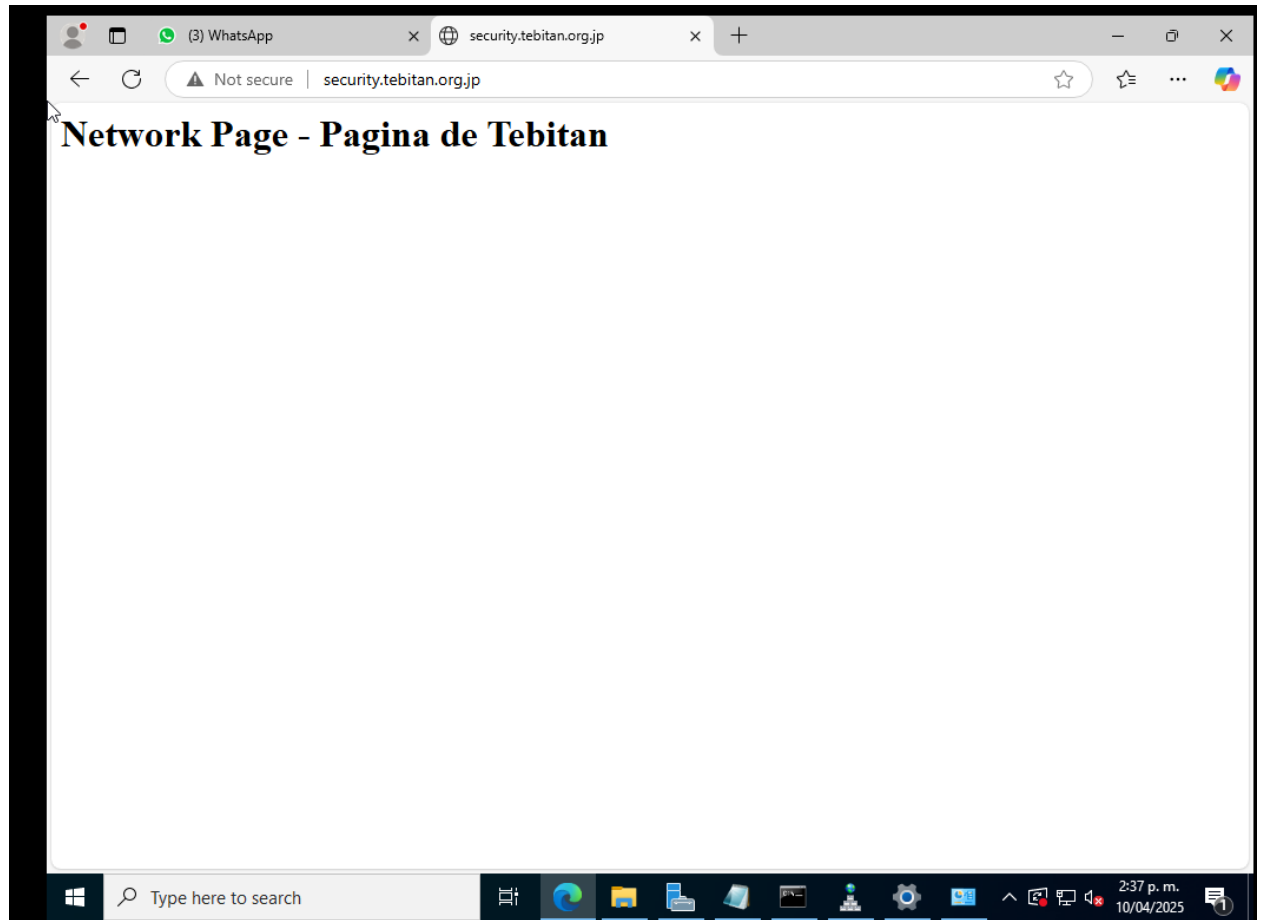 (3) WhatsApp
security.tebitan.org.jp
Not secure
security.tebitan.org.jp
Network Page - Pagina de Tebitan
Type here to search
2:37 p. m.
10/04/2025
1